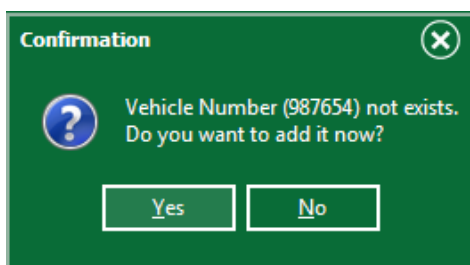 Confirmation
Vehicle Number (987654) not exists.
Do you want to add it now?
Yes
No